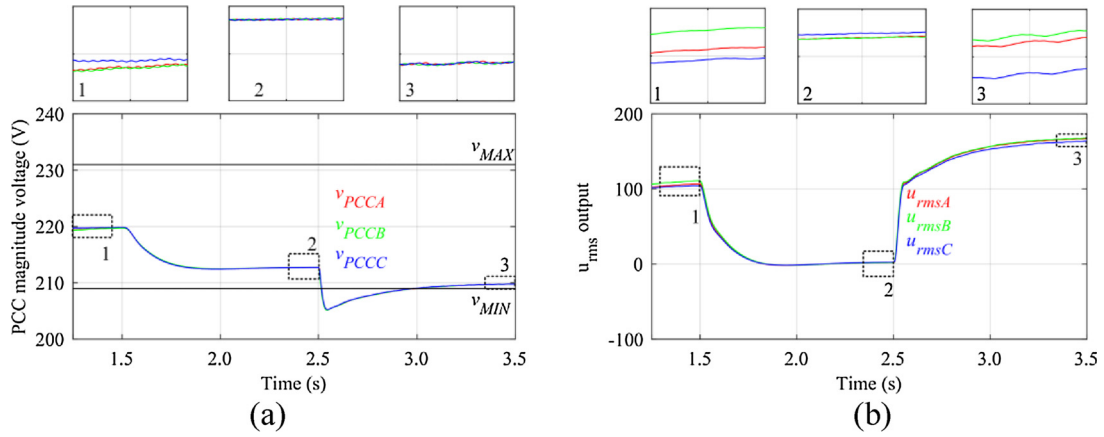 1
2
3
PCC magnitude voltage (V)
240
230
220
210
200
v_MAX
v_PCCA
v_PCCB
v_PCCC
v_MIN
1
2
3
1.5 2.0 2.5 3.0 3.5
Time (s)
(a)
1
2
3
u_rms output
200
100
0
-100
u_rmsA
u_rmsB
u_rmsC
1
2
3
1.5 2.0 2.5 3.0 3.5
Time (s)
(b)